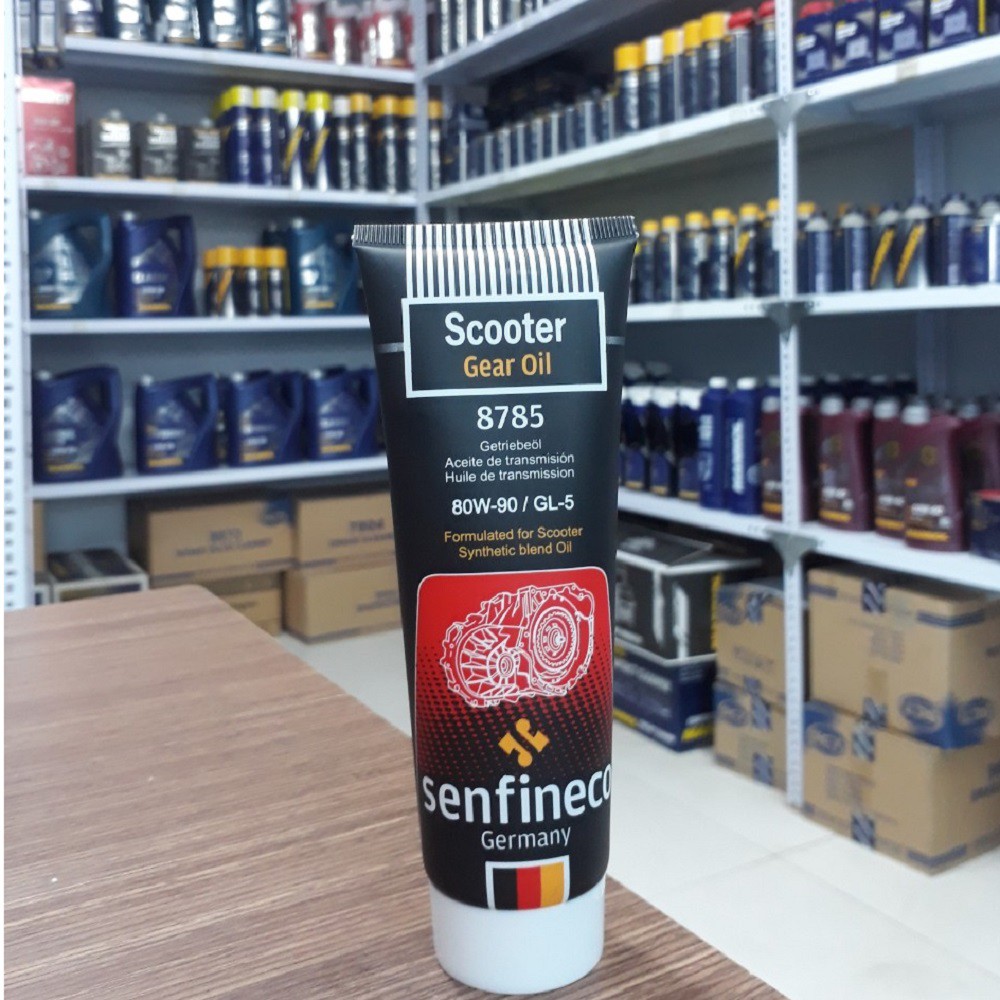 Scooter
Gear Oil
8785
Getriebeöl
Aceite de transmisión
Huile de transmission
80W-90 / GL-5
Formulated for Scooter
Synthetic blend Oil
senfineco
Germany